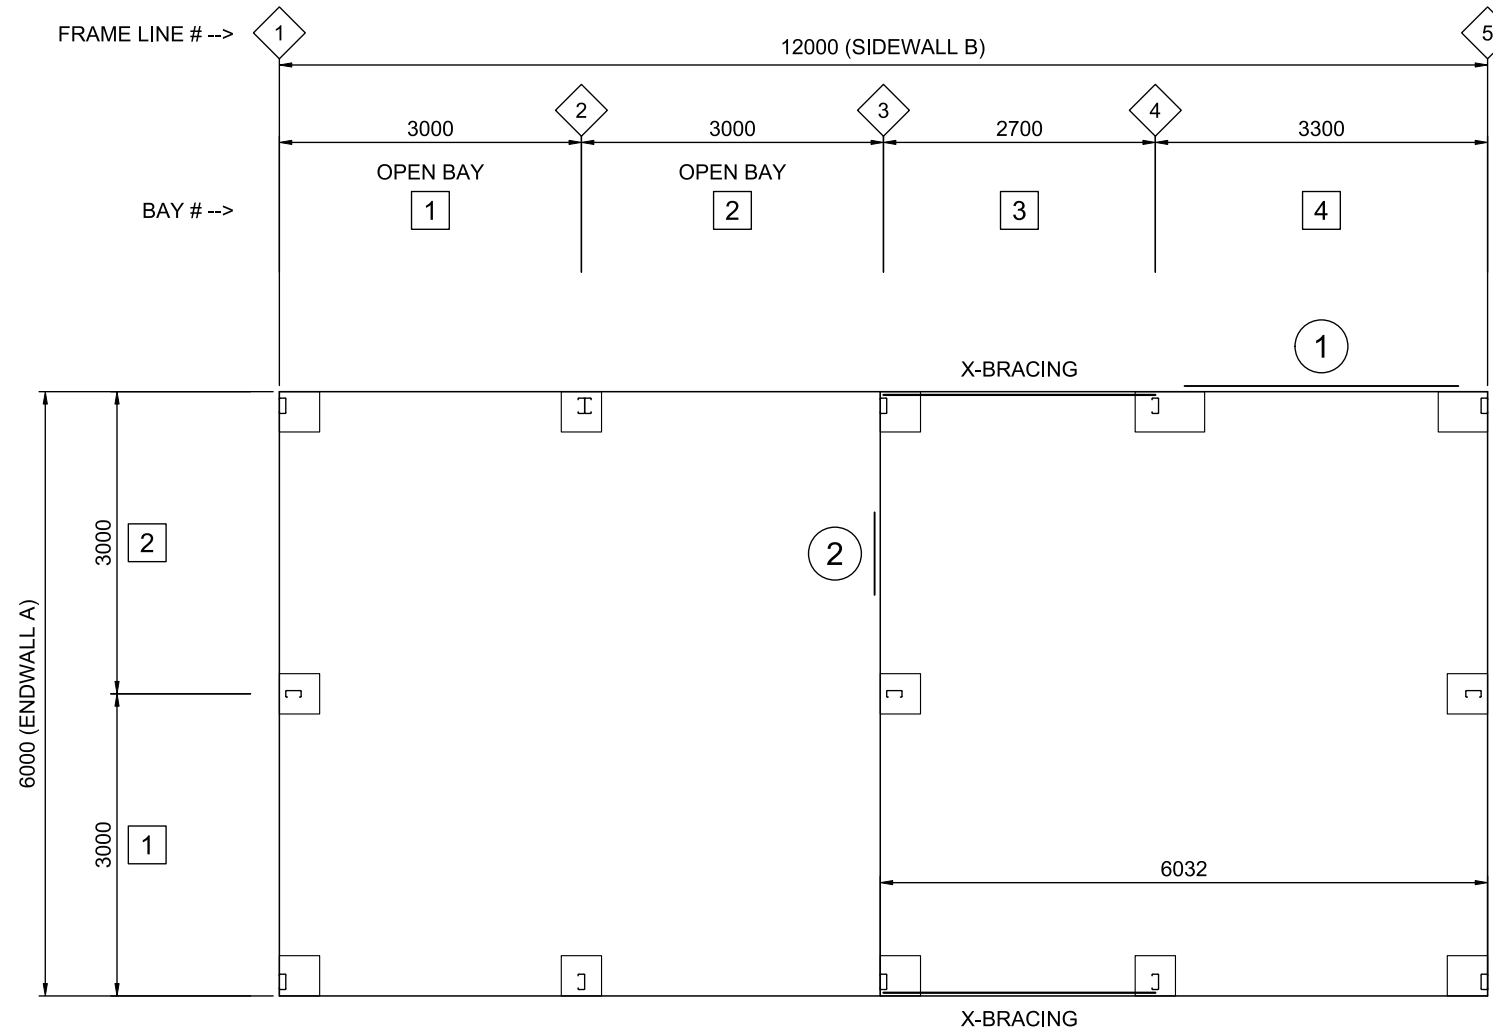 FRAME LINE # -->
1
5
12000 (SIDEWALL B)
2
3
4
3000
3000
2700
3300
OPEN BAY
OPEN BAY
BAY # -->
1
2
3
4
1
X-BRACING
2
3000
2
6000 (ENDWALL A)
3000
1
6032
X-BRACING